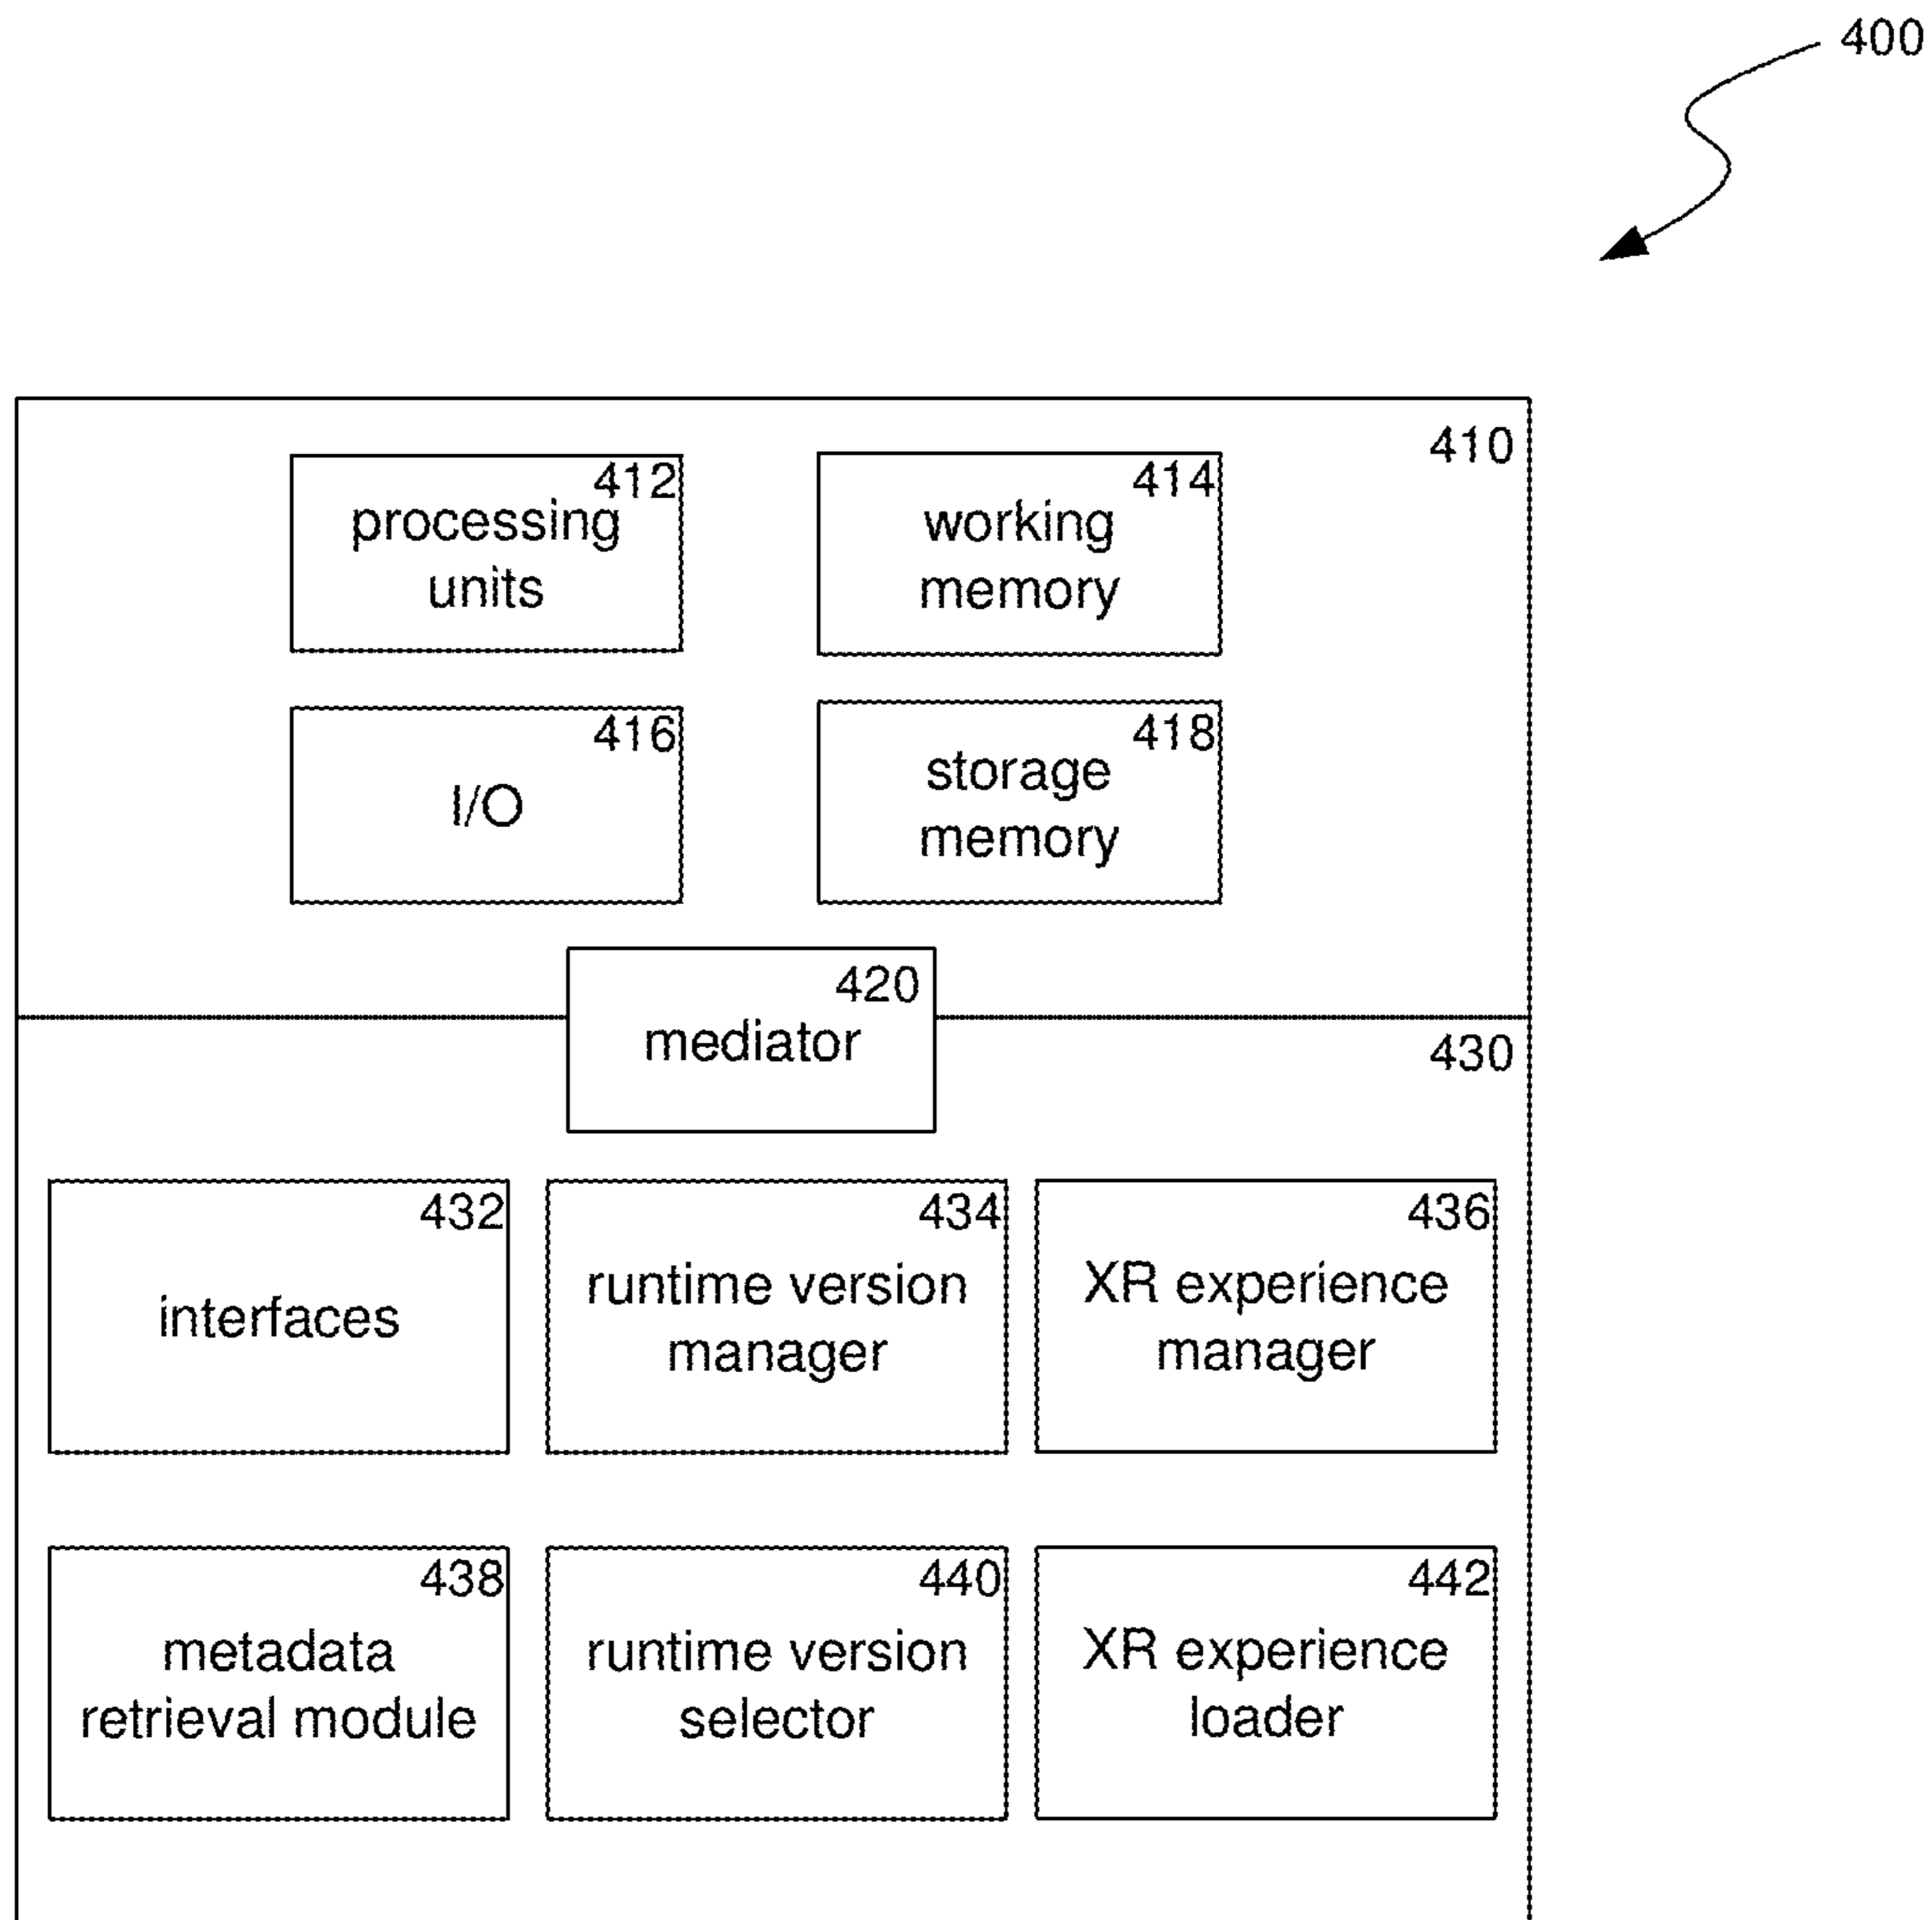 400
410
412
processing
units
414
working
memory
416
I/O
418
storage
memory
420
mediator
430
432
interfaces
434
runtime version
manager
436
XR experience
manager
438
metadata
retrieval module
440
runtime version
selector
442
XR experience
loader